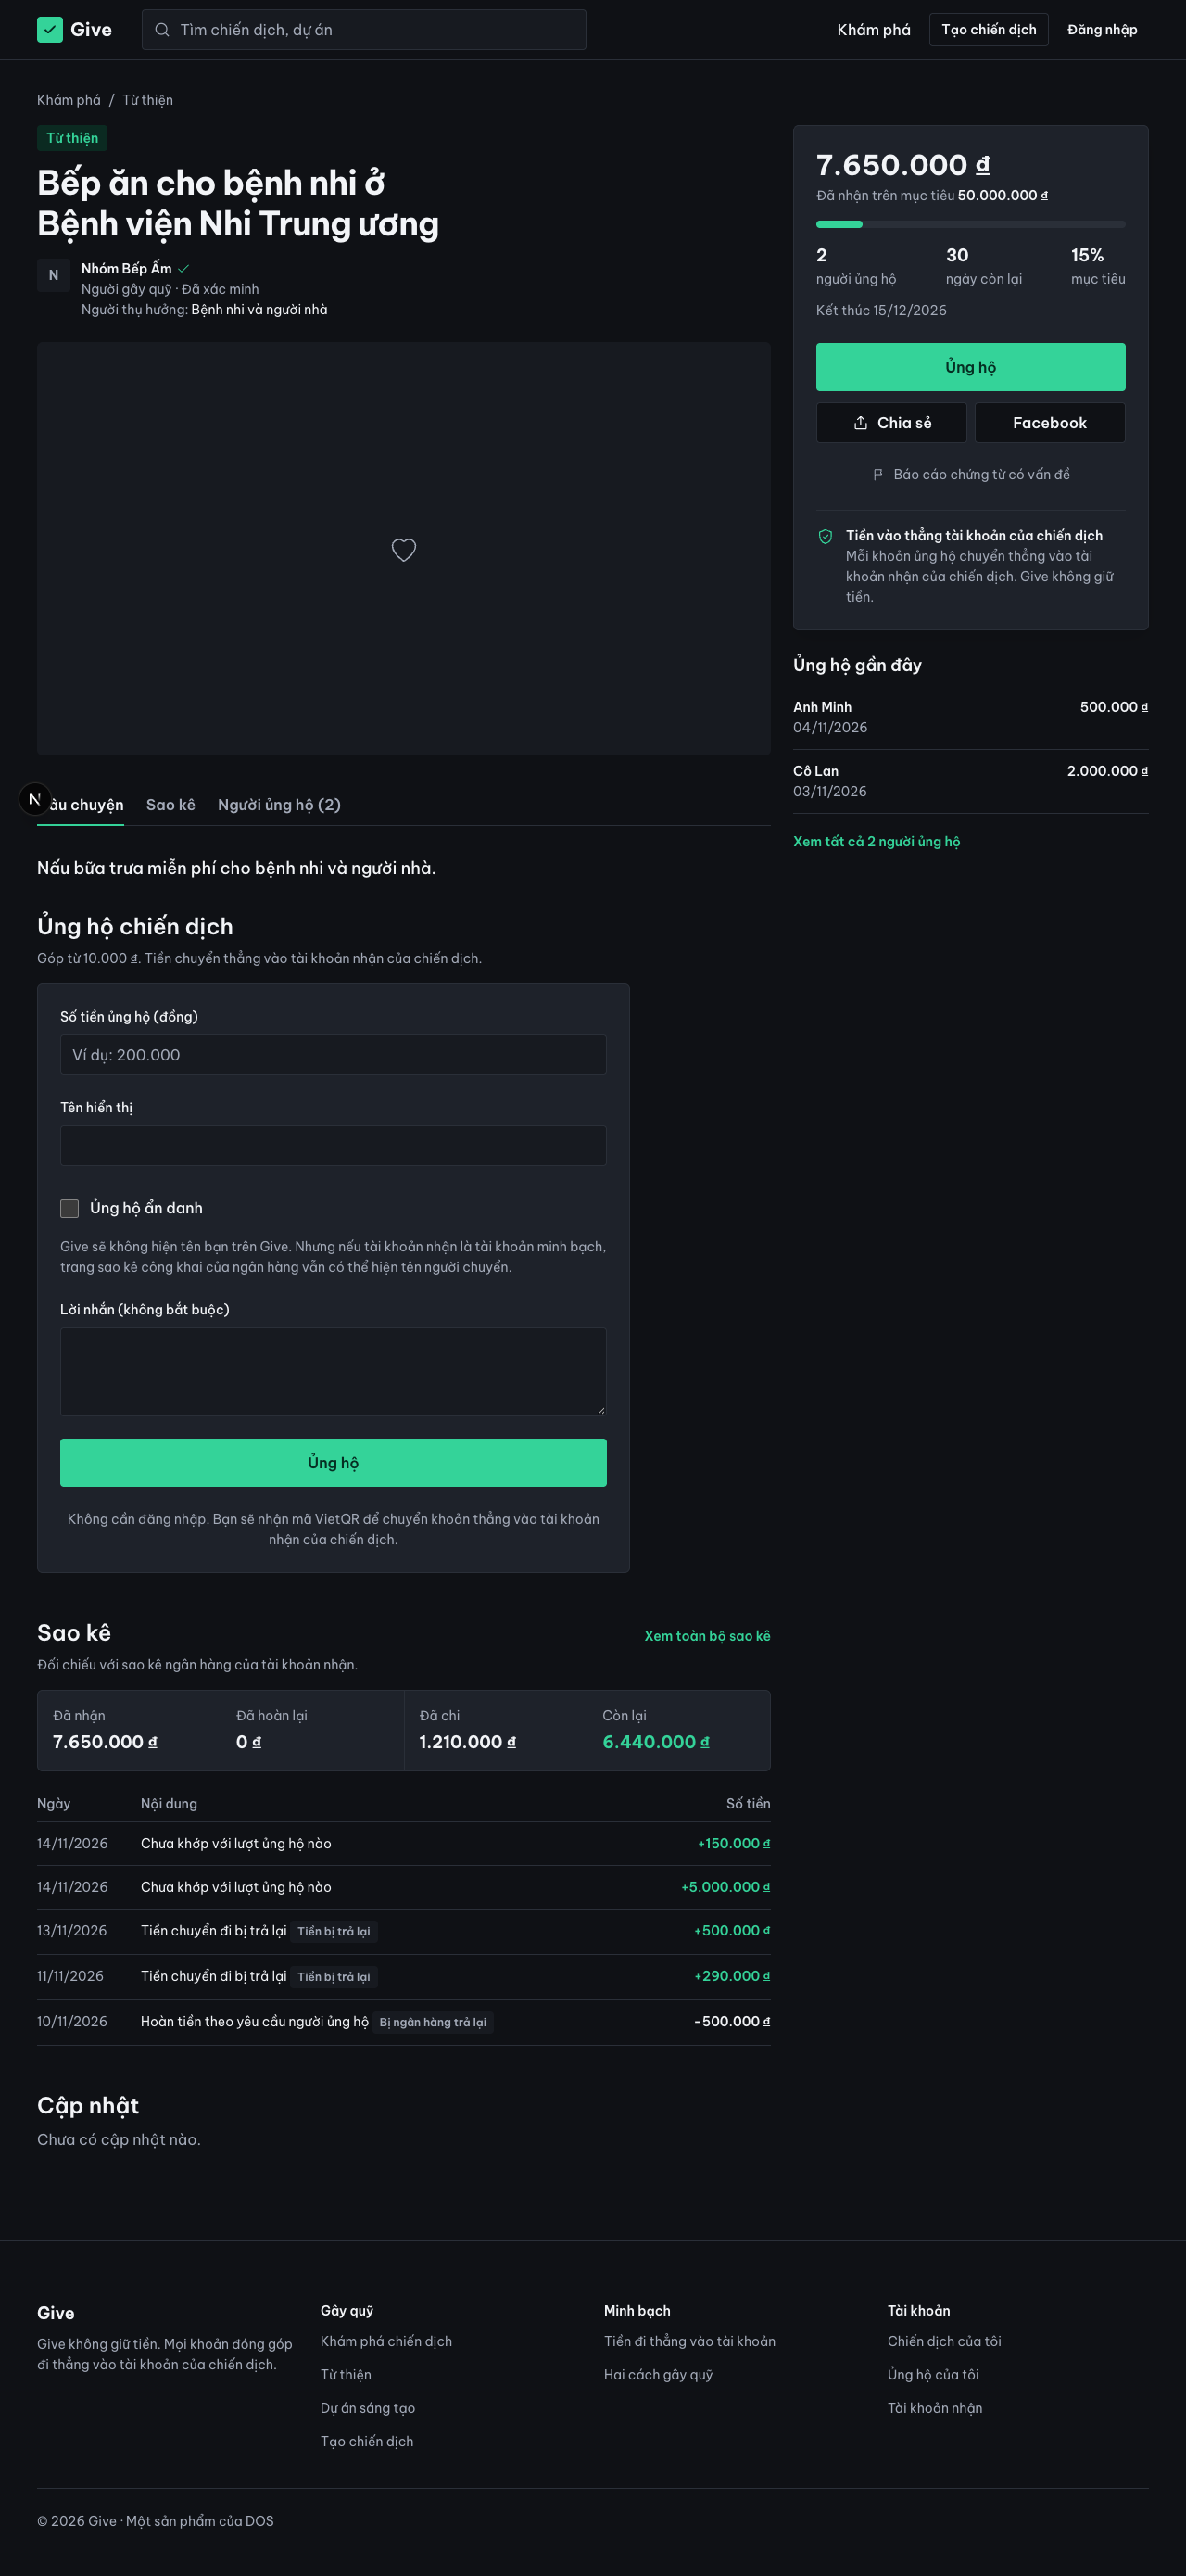 Give
Tìm chiến dịch, dự án
Khám phá
Tạo chiến dịch
Đăng nhập
Khám phá / Từ thiện
Từ thiện
Bếp ăn cho bệnh nhi ở
Bệnh viện Nhi Trung ương
N
Nhóm Bếp Ấm
Người gây quỹ · Đã xác minh
Người thụ hưởng: Bệnh nhi và người nhà
7.650.000 ₫
Đã nhận trên mục tiêu 50.000.000 ₫
2
người ủng hộ
30
ngày còn lại
15%
mục tiêu
Kết thúc 15/12/2026
Ủng hộ
Chia sẻ
Facebook
Báo cáo chứng từ có vấn đề
Tiền vào thẳng tài khoản của chiến dịch
Mỗi khoản ủng hộ chuyển thẳng vào tài
khoản nhận của chiến dịch. Give không giữ
tiền.
Ủng hộ gần đây
Anh Minh
500.000 ₫
04/11/2026
Cô Lan
2.000.000 ₫
03/11/2026
Xem tất cả 2 người ủng hộ
N
âu chuyện
Sao kê
Người ủng hộ (2)
Nấu bữa trưa miễn phí cho bệnh nhi và người nhà.
Ủng hộ chiến dịch
Góp từ 10.000 ₫. Tiền chuyển thẳng vào tài khoản nhận của chiến dịch.
Số tiền ủng hộ (đồng)
Ví dụ: 200.000
Tên hiển thị
Ủng hộ ẩn danh
Give sẽ không hiện tên bạn trên Give. Nhưng nếu tài khoản nhận là tài khoản minh bạch,
trang sao kê công khai của ngân hàng vẫn có thể hiện tên người chuyển.
Lời nhắn (không bắt buộc)
Ủng hộ
Không cần đăng nhập. Bạn sẽ nhận mã VietQR để chuyển khoản thẳng vào tài khoản
nhận của chiến dịch.
Sao kê
Xem toàn bộ sao kê
Đối chiếu với sao kê ngân hàng của tài khoản nhận.
Đã nhận
7.650.000 ₫
Đã hoàn lại
0 ₫
Đã chi
1.210.000 ₫
Còn lại
6.440.000 ₫
Ngày
Nội dung
Số tiền
14/11/2026 Chưa khớp với lượt ủng hộ nào +150.000 ₫
14/11/2026 Chưa khớp với lượt ủng hộ nào +5.000.000 ₫
13/11/2026 Tiền chuyển đi bị trả lại Tiền bị trả lại +500.000 ₫
11/11/2026 Tiền chuyển đi bị trả lại Tiền bị trả lại +290.000 ₫
10/11/2026 Hoàn tiền theo yêu cầu người ủng hộ Bị ngân hàng trả lại -500.000 ₫
Cập nhật
Chưa có cập nhật nào.
Give
Give không giữ tiền. Mọi khoản đóng góp
đi thẳng vào tài khoản của chiến dịch.
Gây quỹ
Khám phá chiến dịch
Từ thiện
Dự án sáng tạo
Tạo chiến dịch
Minh bạch
Tiền đi thẳng vào tài khoản
Hai cách gây quỹ
Tài khoản
Chiến dịch của tôi
Ủng hộ của tôi
Tài khoản nhận
© 2026 Give · Một sản phẩm của DOS